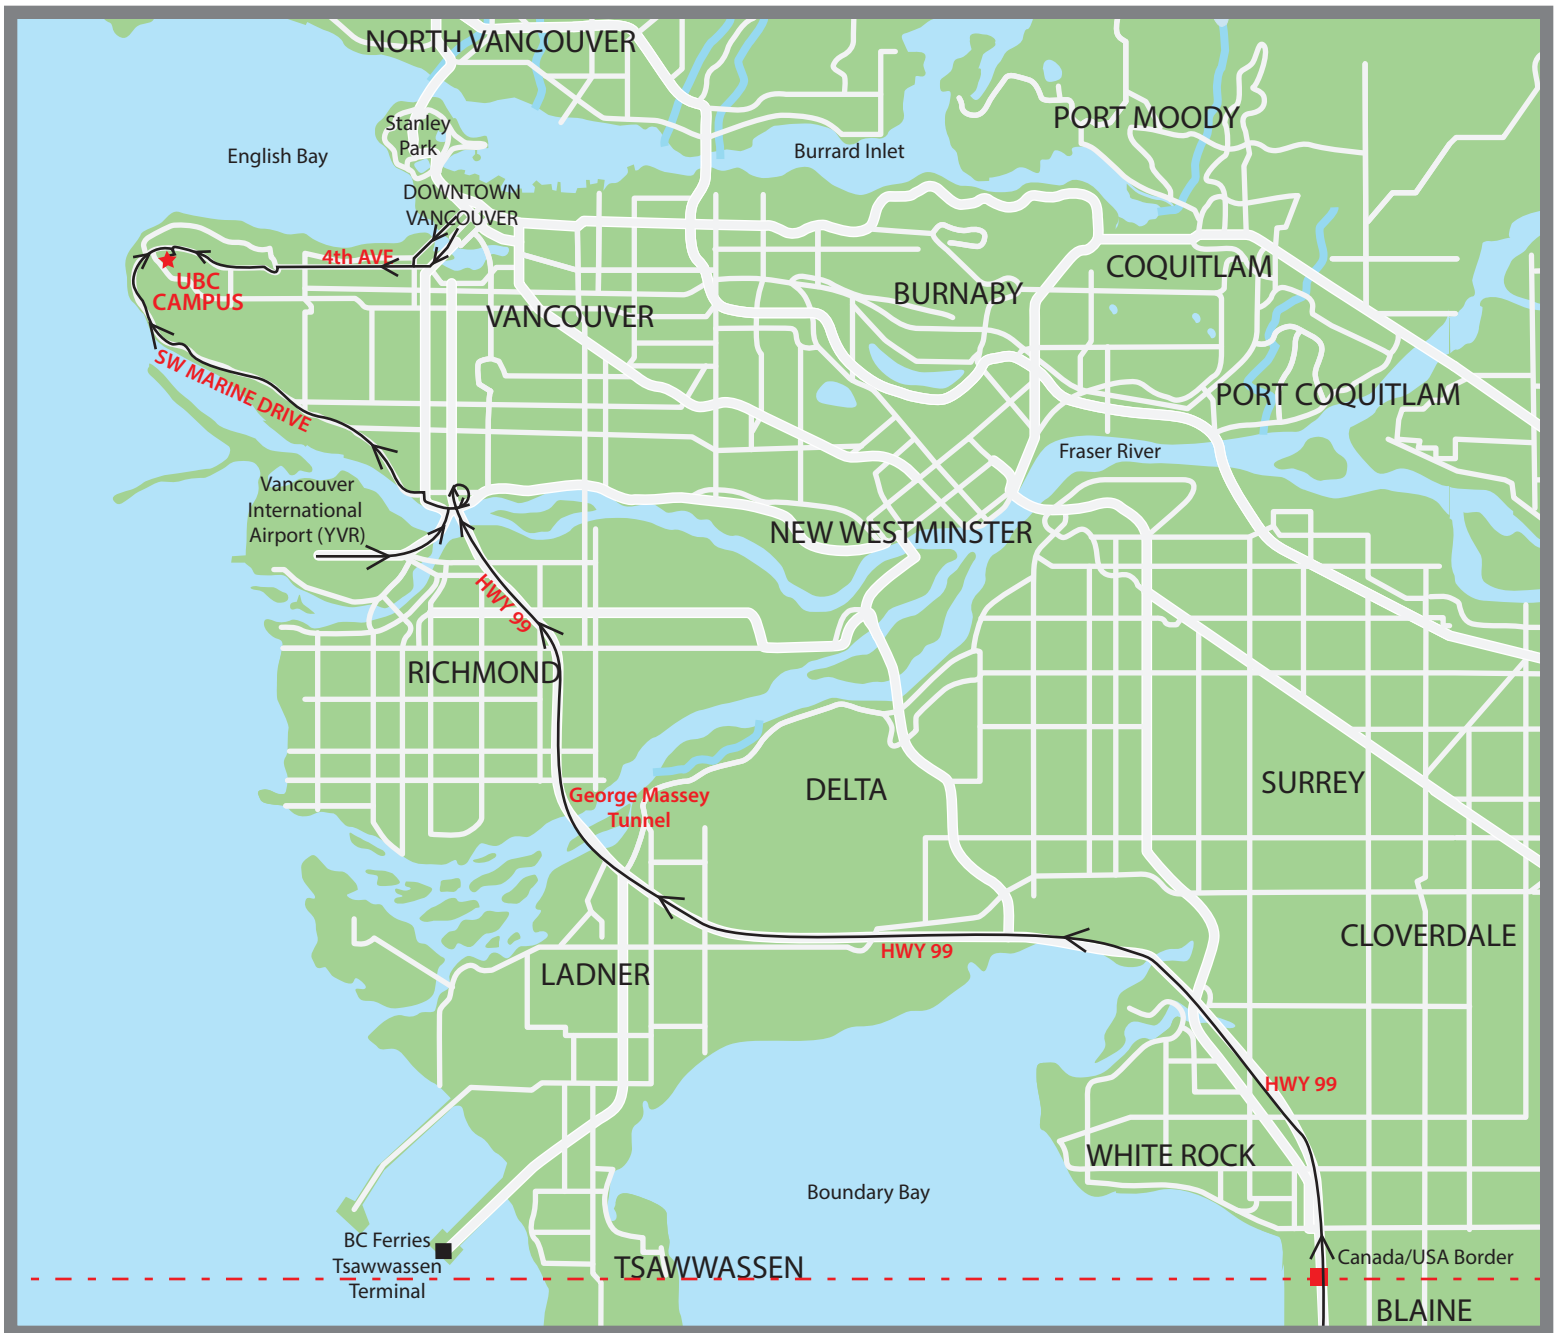 NORTH VANCOUVER
Stanley
Park
PORT MOODY
English Bay
Burrard Inlet
DOWNTOWN
VANCOUVER
4th AVE
UBC
CAMPUS
COQUITLAM
BURNABY
VANCOUVER
SW MARINE DRIVE
PORT COQUITLAM
Fraser River
Vancouver
International
Airport (YVR)
NEW WESTMINSTER
HWY 99
RICHMOND
DELTA
SURREY
George Massey
Tunnel
CLOVERDALE
HWY 99
LADNER
HWY 99
WHITE ROCK
Boundary Bay
BC Ferries
Tsawwassen
Terminal
TSAWWASSEN
Canada/USA Border
BLAINE